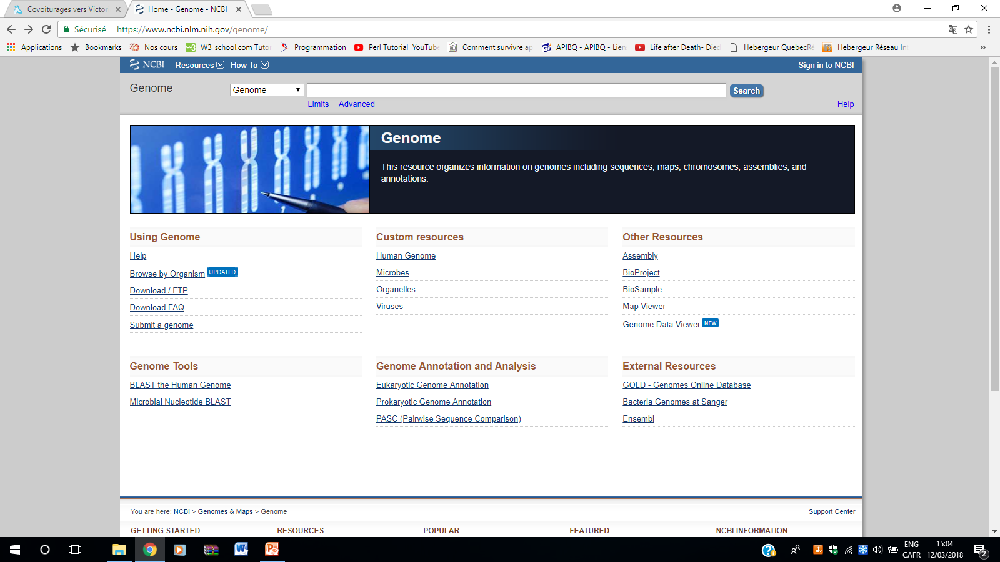 Covoiturages vers Victor
Home - Genome - NCBI
Sécurisé
https://www.ncbi.nlm.nih.gov/genome/
Applications
Bookmarks
Nos cours
W3_school.com Tutor
Programmation
Perl Tutorial YouTube
Comment survivre ap
APIBQ - APIBQ - Lien
Life after Death- Died
Hebergeur QuebecRé
Hebergeur Réseau In
»
NCBI
Resources
How To
Sign in to NCBI
Genome
Genome
Search
Limits
Advanced
Help
Genome
This resource organizes information on genomes including sequences, maps, chromosomes, assemblies, and
annotations.
Using Genome
Help
Browse by Organism UPDATED
Download / FTP
Download FAQ
Submit a genome
Custom resources
Human Genome
Microbes
Organelles
Viruses
Other Resources
Assembly
BioProject
BioSample
Map Viewer
Genome Data Viewer NEW
Genome Tools
BLAST the Human Genome
Microbial Nucleotide BLAST
Genome Annotation and Analysis
Eukaryotic Genome Annotation
Prokaryotic Genome Annotation
PASC (Pairwise Sequence Comparison)
External Resources
GOLD - Genomes Online Database
Bacteria Genomes at Sanger
Ensembl
You are here: NCBI > Genomes & Maps > Genome
Support Center
GETTING STARTED
RESOURCES
POPULAR
FEATURED
NCBI INFORMATION
ENG
CAFR
15:04
12/03/2018
2